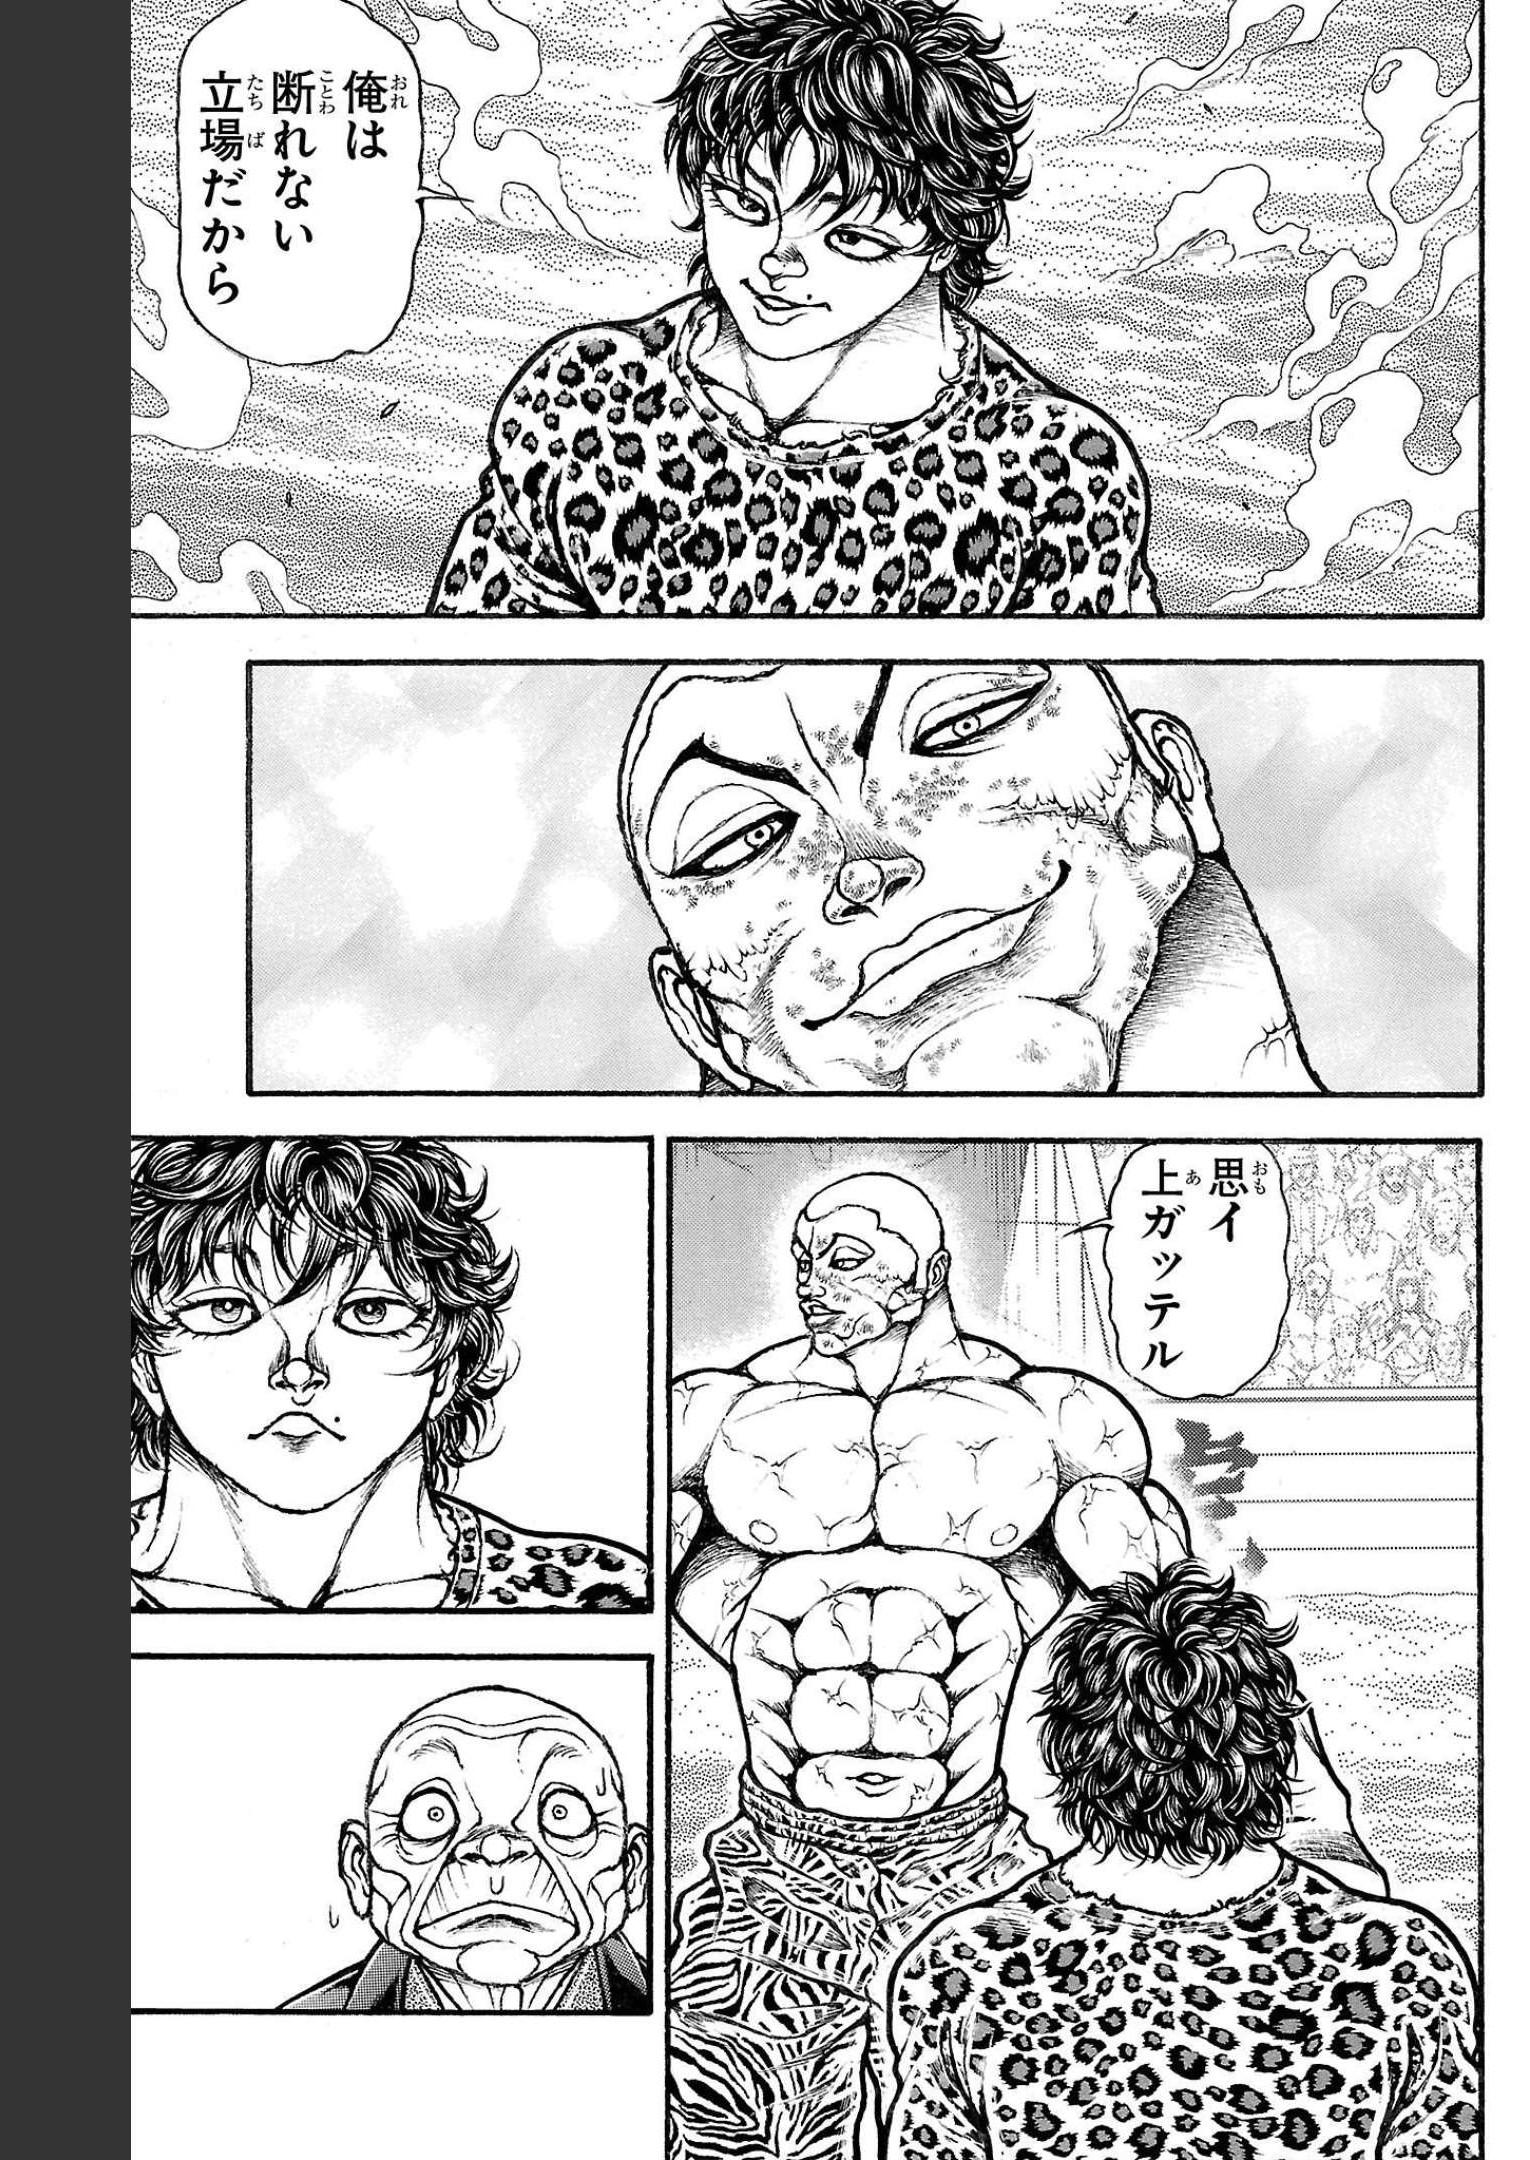 俺は
断れない
立場だから
思イ
上ガッテル